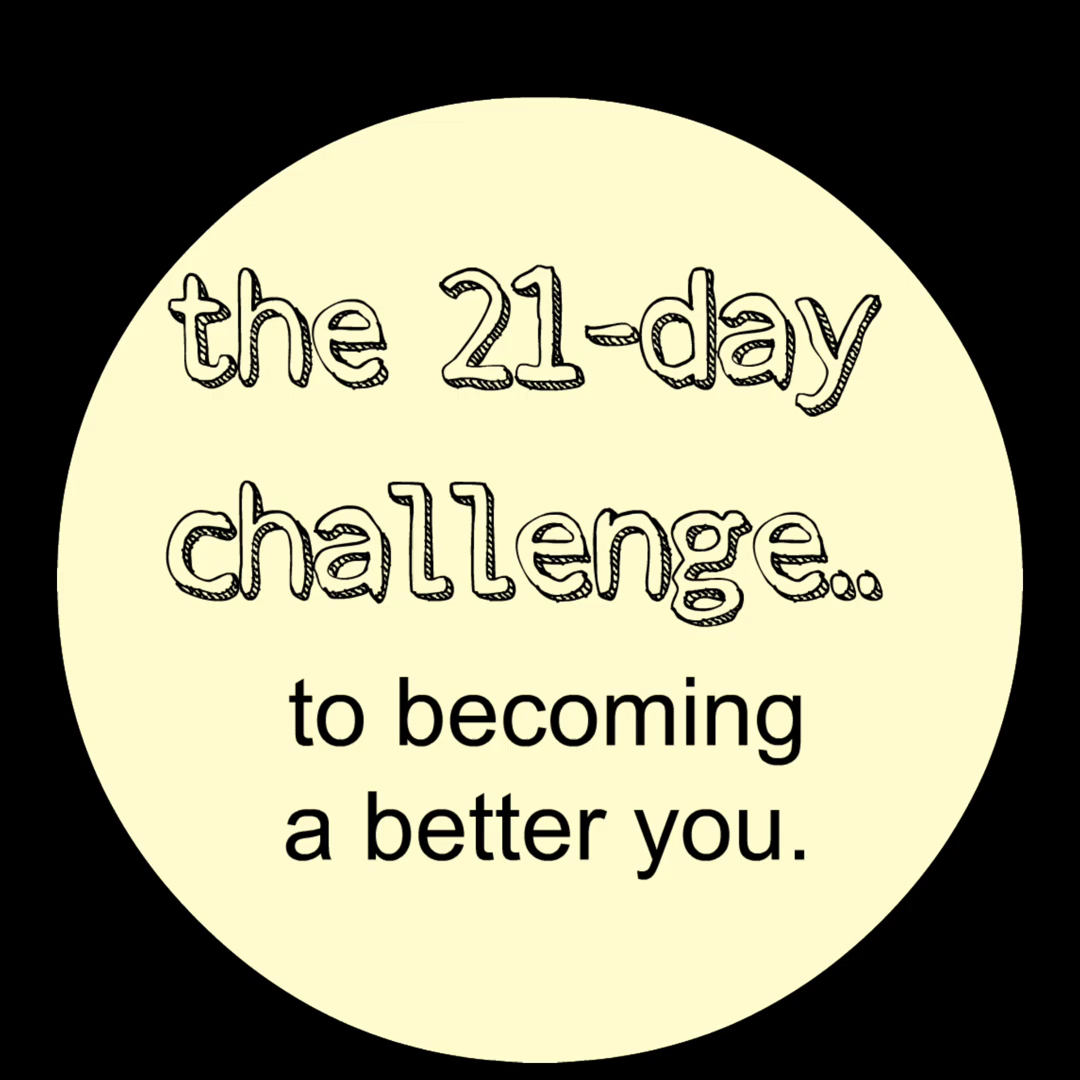 the 21-day
challenge..
to becoming
a better you.